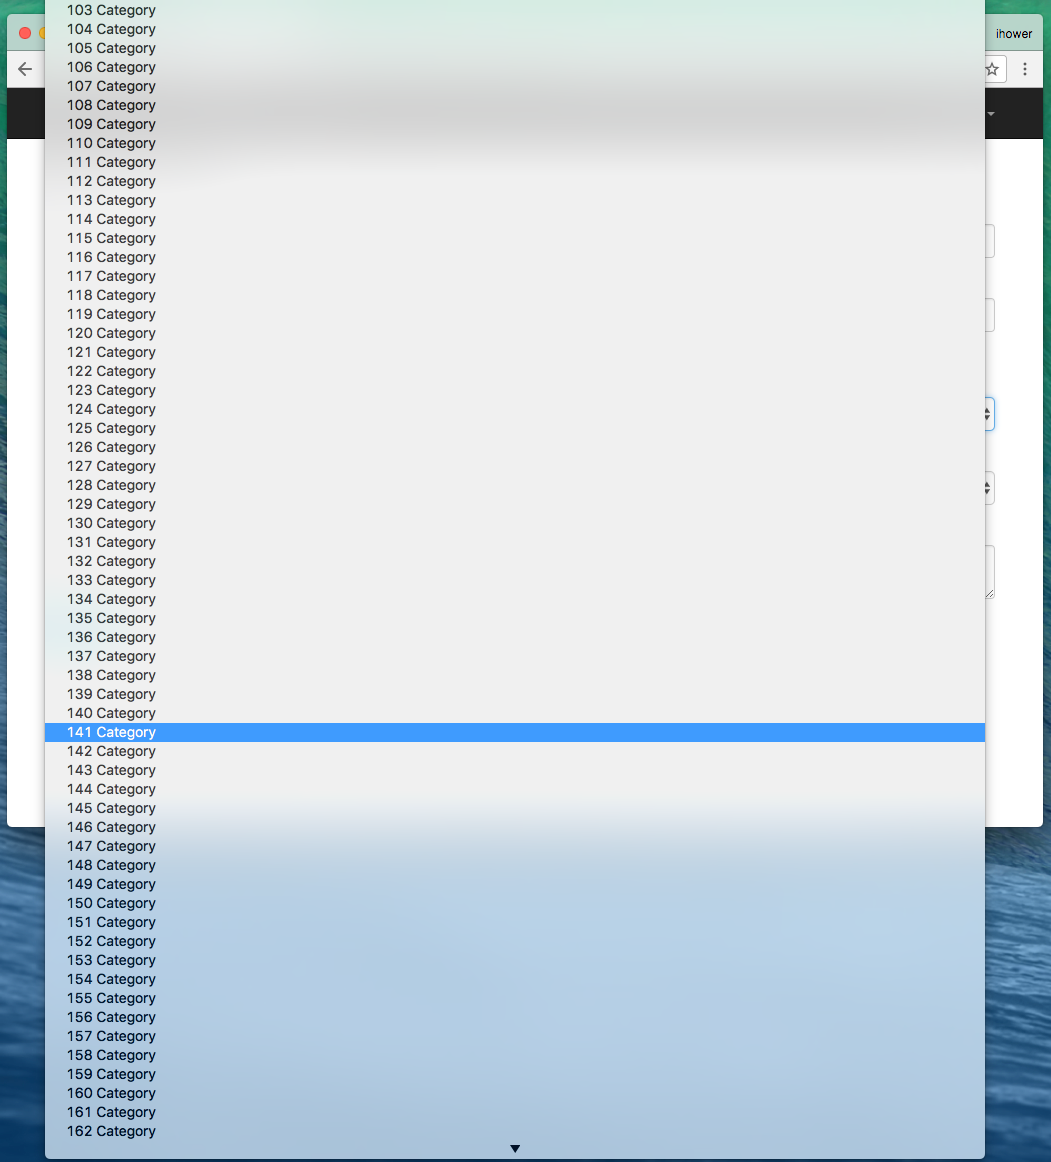 103 Category
ihower
104 Category
105 Category
106 Category
107 Category
108 Category
109 Category
110 Category
111 Category
112 Category
113 Category
114 Category
115 Category
116 Category
117 Category
118 Category
119 Category
120 Category
121 Category
122 Category
123 Category
124 Category
125 Category
126 Category
127 Category
128 Category
129 Category
130 Category
131 Category
132 Category
133 Category
134 Category
135 Category
136 Category
137 Category
138 Category
139 Category
140 Category
141 Category
142 Category
143 Category
144 Category
145 Category
146 Category
147 Category
148 Category
149 Category
150 Category
151 Category
152 Category
153 Category
154 Category
155 Category
156 Category
157 Category
158 Category
159 Category
160 Category
161 Category
162 Category